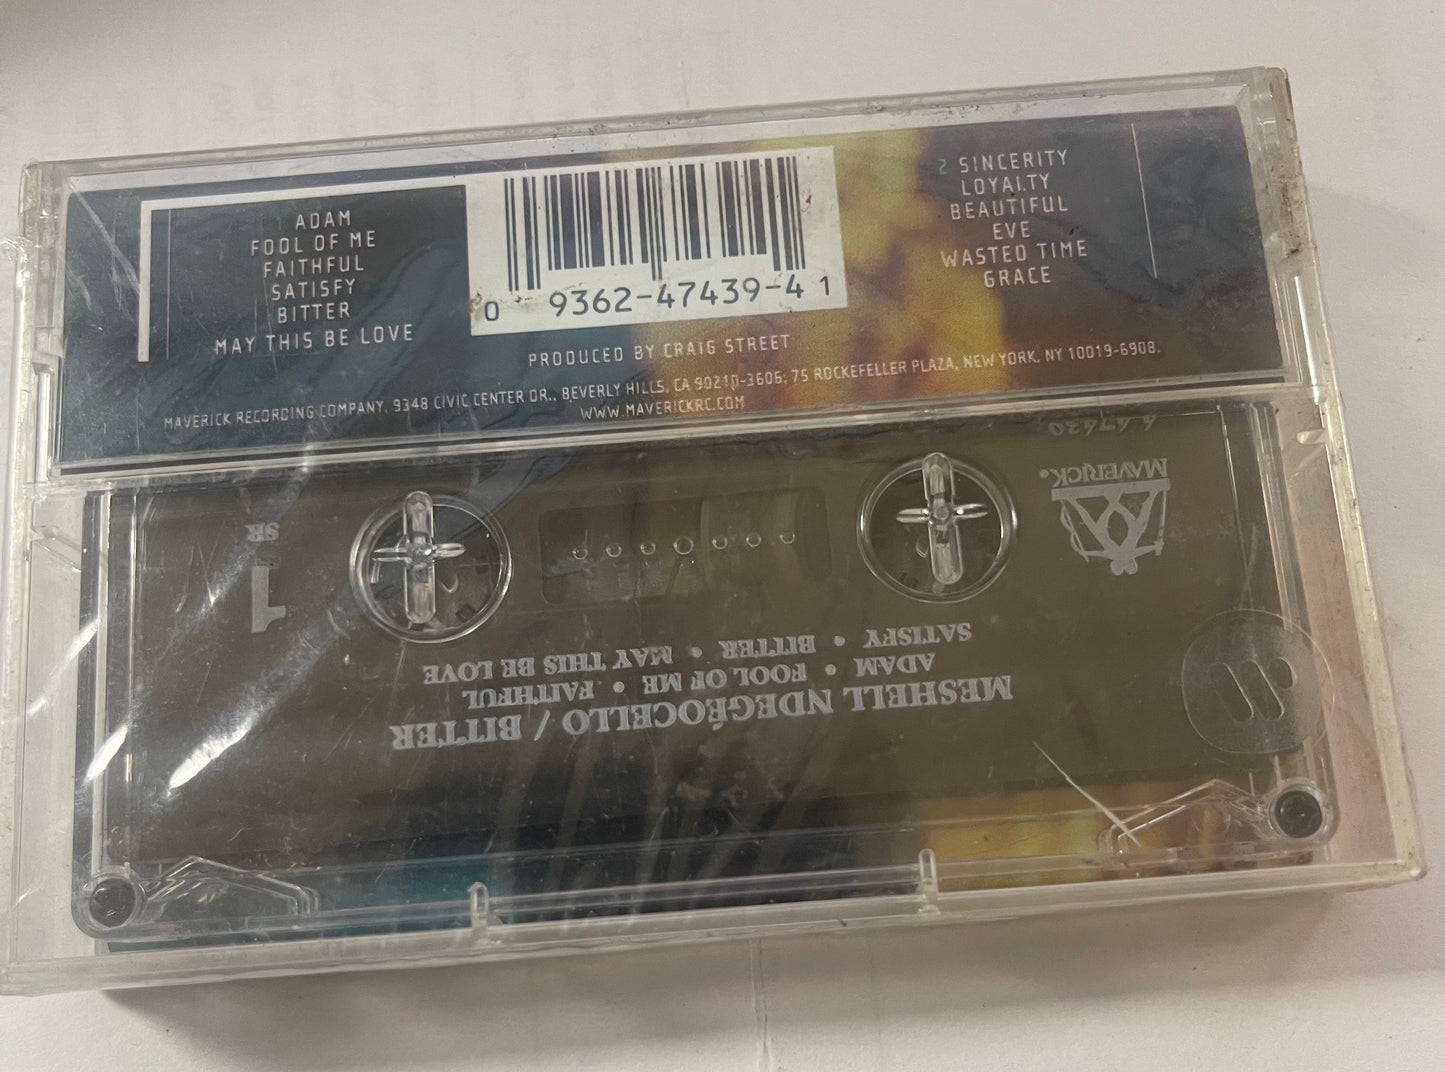 ADAM
FOOL OF ME
FAITHFUL
SATISFY
BITTER
MAY THIS BE LOVE
0 9362-47439-4 1
2 SINCERITY
LOYALTY
BEAUTIFUL
EVE
WASTED TIME
GRACE
PRODUCED BY CRAIG STREET
MAVERICK RECORDING COMPANY, 9348 CIVIC CENTER DR., BEVERLY HILLS, CA 90210-3606; 75 ROCKEFELLER PLAZA, NEW YORK, NY 10019-6908.
WWW.MAVERICKRC.COM
MESHELL NDEGÉOCELLO / BITTER
ADAM • FOOL OF ME • FAITHFUL
SATISFY • BITTER • MAY THIS BE LOVE
1
SR
MAVERICK